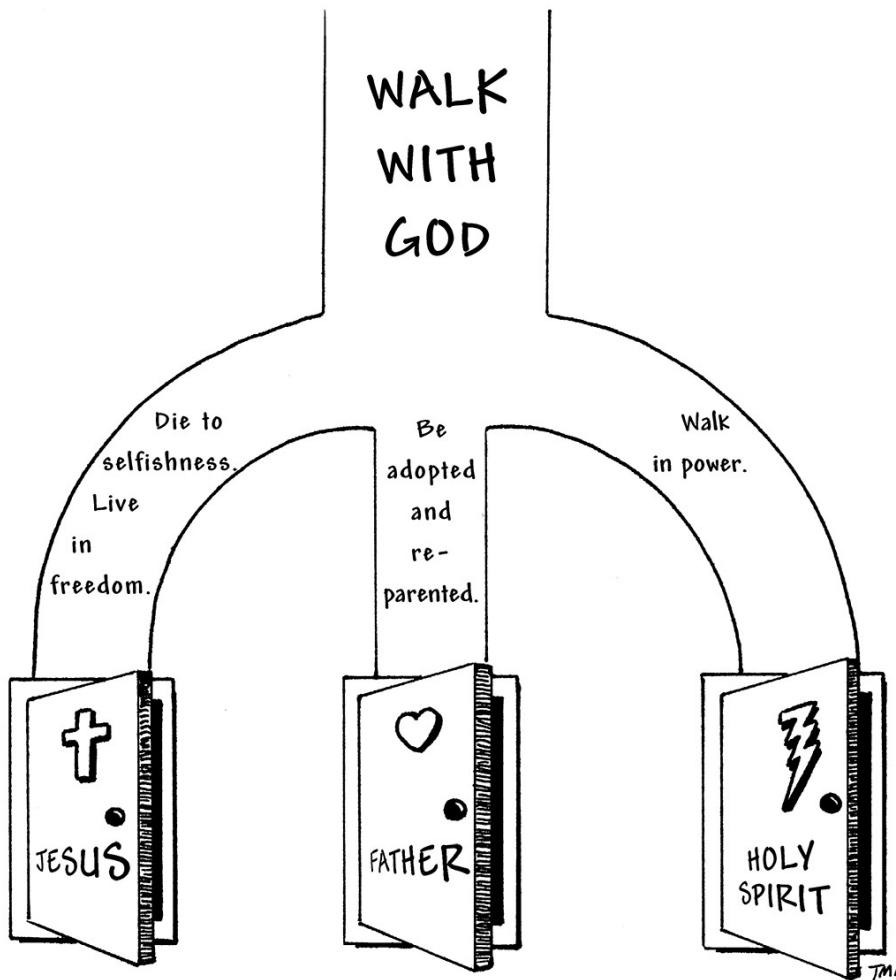 WALK
WITH
GOD
Die to
selfishness.
Live
in
freedom.
Be
adopted
and
re-
parented.
Walk
in power.
JESUS
FATHER
HOLY
SPIRIT